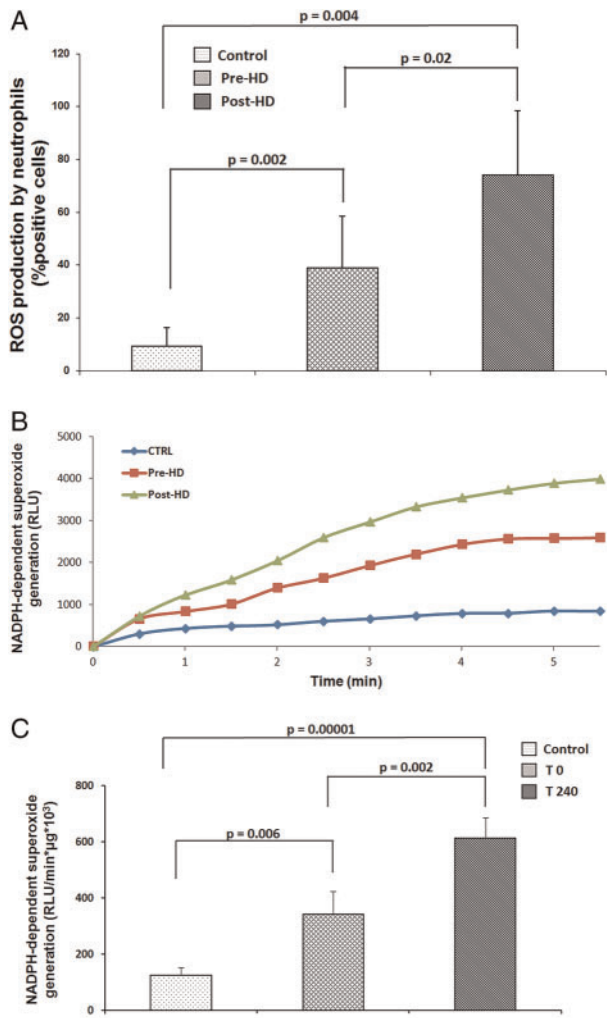 A
p = 0.004
Control
Pre-HD
Post-HD
p = 0.02
p = 0.002
ROS production by neutrophils
(%positive cells)
120
100
80
60
40
20
0
B
CTRL
Pre-HD
Post-HD
NADPH-dependent superoxide
generation (RLU)
5000
4000
3000
2000
1000
0
0 1 2 3 4 5
Time (min)
C
p = 0.00001
Control
T 0
T 240
p = 0.002
p = 0.006
NADPH-dependent superoxide
generation (RLU/min*µg*10³)
800
600
400
200
0